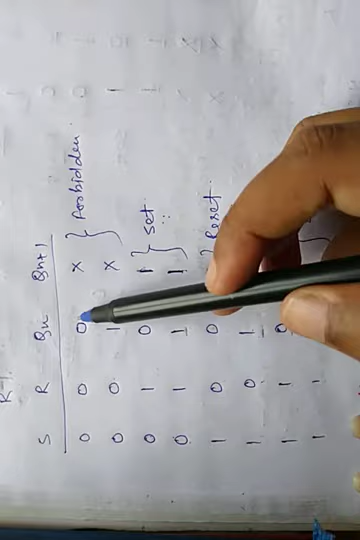 S R Qn Qn+1
0 0 0 X } Forbidden
0 0 1 X
0 1 0 1 } Set
0 1 1 1
1 0 0 } Reset
1 0 1
1 1 0
1 1 1